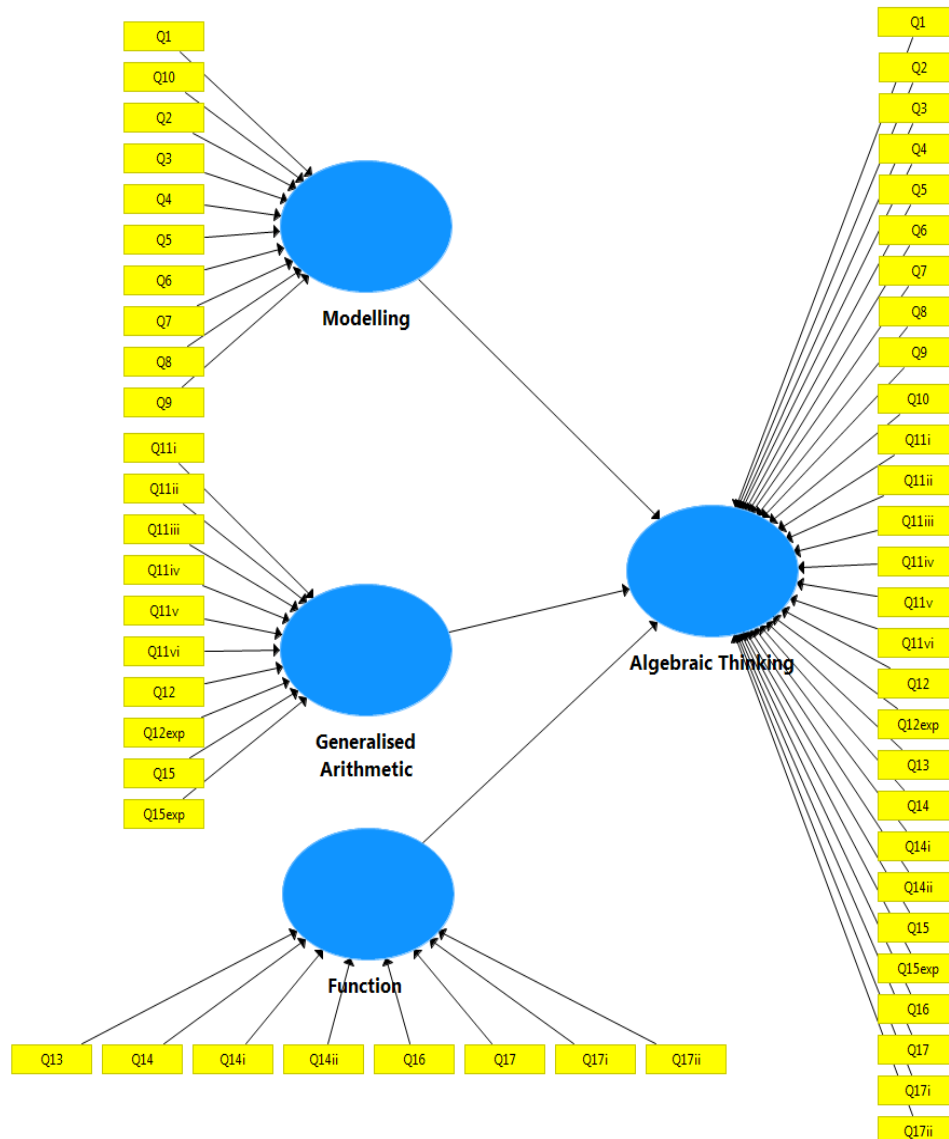 Q1
Q10
Q2
Q3
Q4
Q5
Q6
Q7
Q8
Q9
Modelling
Q11i
Q11ii
Q11iii
Q11iv
Q11v
Q11vi
Q12
Q12exp
Q15
Q15exp
Generalised
Arithmetic
Function
Q13
Q14
Q14i
Q14ii
Q16
Q17
Q17i
Q17ii
Algebraic Thinking
Q1
Q2
Q3
Q4
Q5
Q6
Q7
Q8
Q9
Q10
Q11i
Q11ii
Q11iii
Q11iv
Q11v
Q11vi
Q12
Q12exp
Q13
Q14
Q14i
Q14ii
Q15
Q15exp
Q16
Q17
Q17i
Q17ii